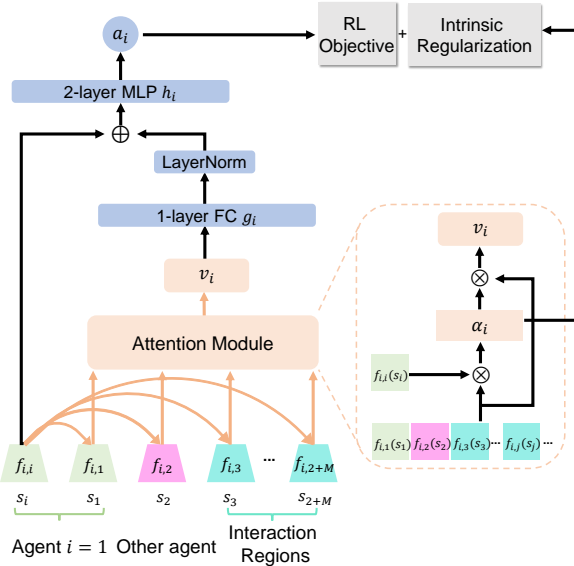 a_i
RL
Objective
+
Intrinsic
Regularization
2-layer MLP h_i
⊕
LayerNorm
1-layer FC g_i
v_i
Attention Module
v_i
⊗
α_i
f_{i,i}(s_i)
⊗
f_{i,1}(s_1) f_{i,2}(s_2) f_{i,3}(s_3)··· f_{i,j}(s_j)···
f_{i,i} f_{i,1} f_{i,2} f_{i,3} ··· f_{i,2+M}
s_i s_1 s_2 s_3 s_{2+M}
Agent i = 1 Other agent
Interaction
Regions